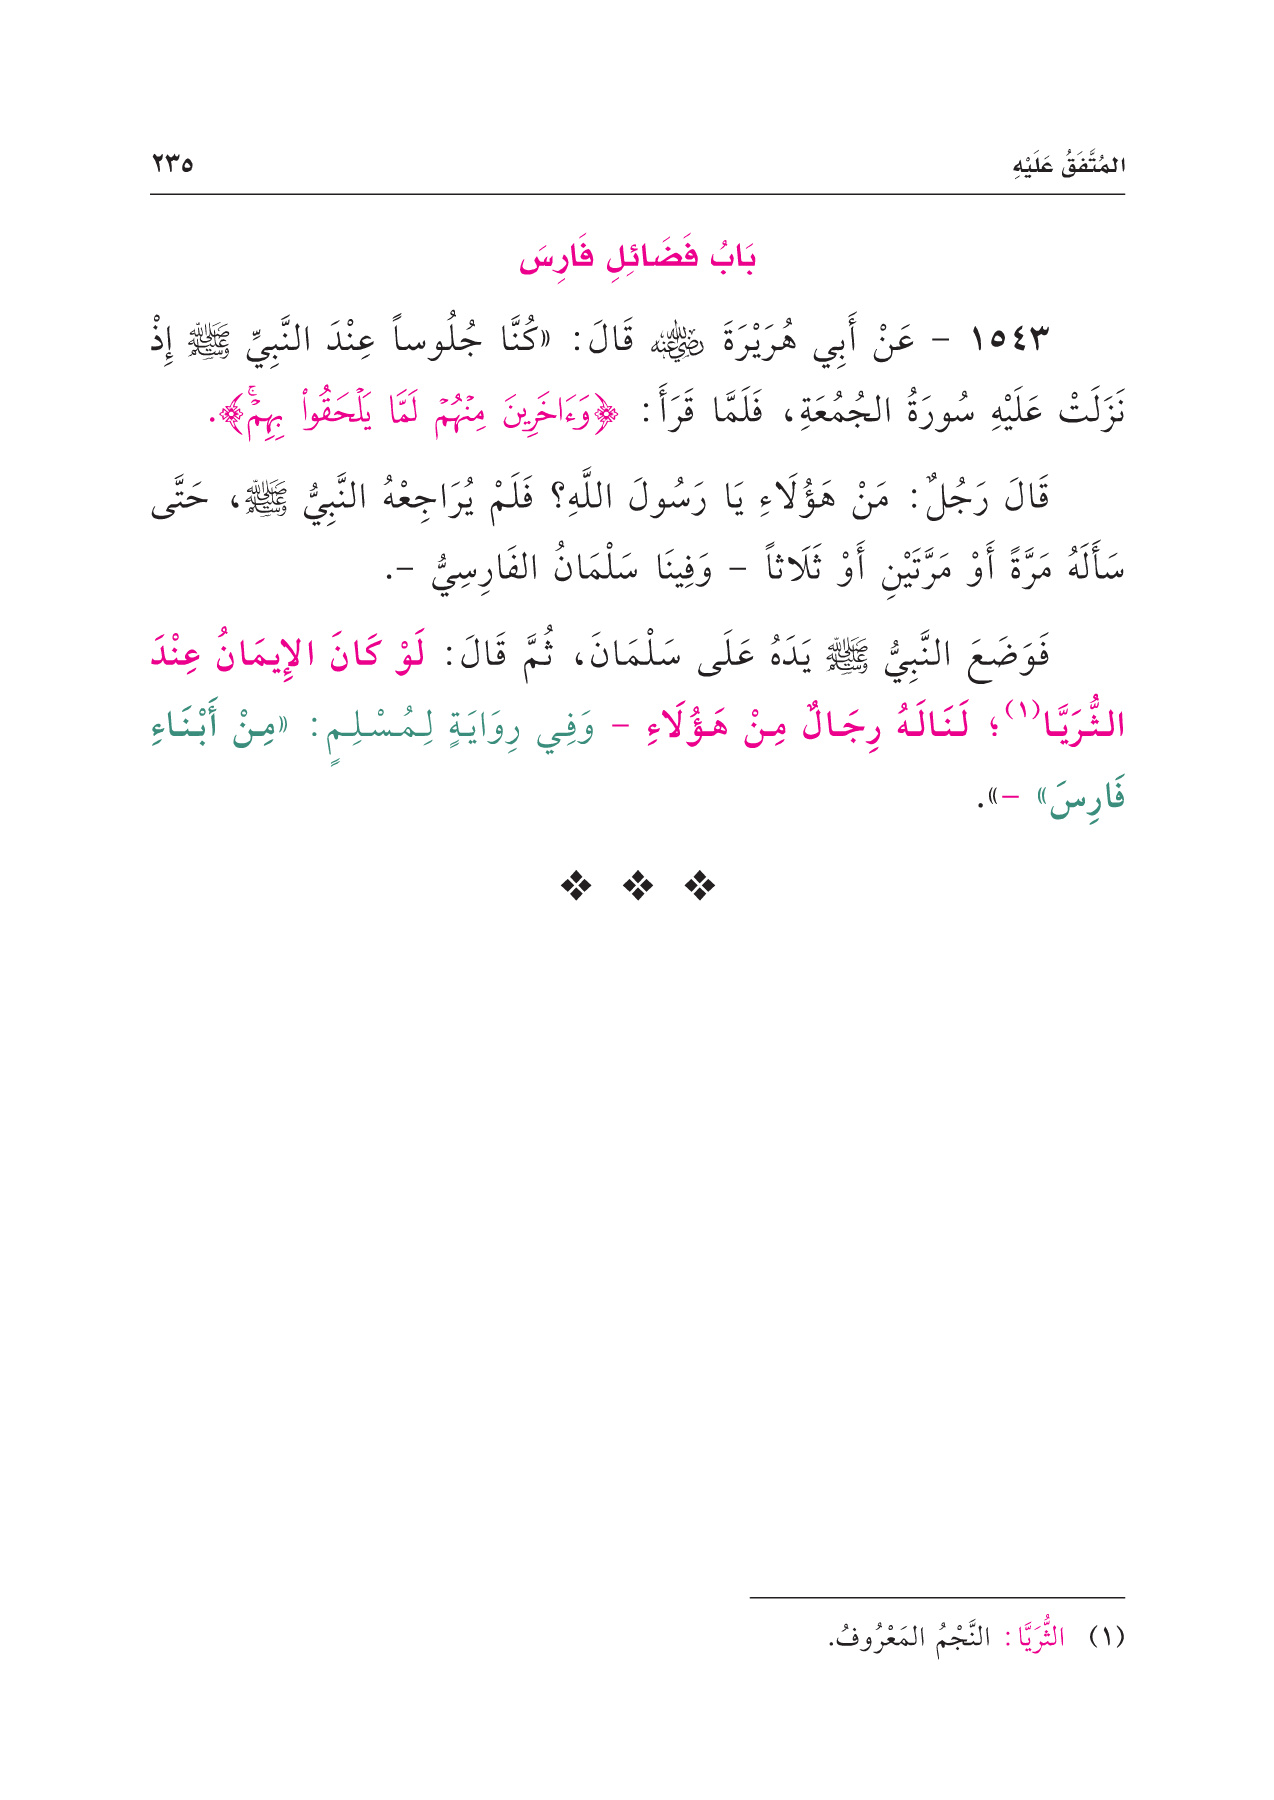 المُتَّفَقُ عَلَيْهِ ٢٣٥
بَابُ فَضَائِلِ فَارِسَ
١٥٤٣ - عَنْ أَبِي هُرَيْرَةَ رضي الله عنه قَالَ: «كُنَّا جُلُوساً عِنْدَ النَّبِيِّ ﷺ إِذْ
نَزَلَتْ عَلَيْهِ سُورَةُ الجُمُعَةِ، فَلَمَّا قَرَأَ: ﴿وَءَاخَرِينَ مِنْهُمْ لَمَّا يَلْحَقُوا۟ بِهِمْۚ﴾.
قَالَ رَجُلٌ: مَنْ هَؤُلَاءِ يَا رَسُولَ اللَّهِ؟ فَلَمْ يُرَاجِعْهُ النَّبِيُّ ﷺ، حَتَّى
سَأَلَهُ مَرَّةً أَوْ مَرَّتَيْنِ أَوْ ثَلَاثاً - وَفِينَا سَلْمَانُ الفَارِسِيُّ -.
فَوَضَعَ النَّبِيُّ ﷺ يَدَهُ عَلَى سَلْمَانَ، ثُمَّ قَالَ: لَوْ كَانَ الإِيمَانُ عِنْدَ
الثُّرَيَّا(١)؛ لَنَالَهُ رِجَالٌ مِنْ هَؤُلَاءِ - وَفِي رِوَايَةٍ لِمُسْلِمٍ: «مِنْ أَبْنَاءِ
فَارِسَ» -».
(١) الثُّرَيَّا: النَّجْمُ المَعْرُوفُ.